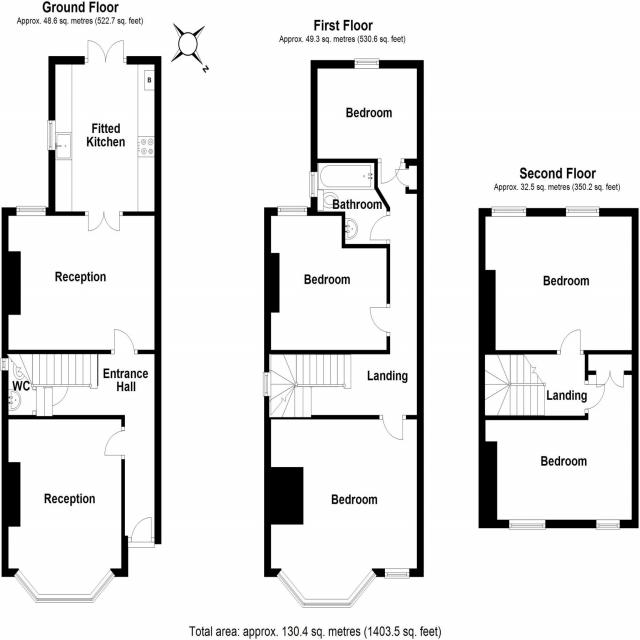 Ground Floor
Approx. 48.6 sq. metres (522.7 sq. feet)
N
B
Fitted
Kitchen
Reception
WC
Entrance
Hall
Reception
First Floor
Approx. 49.3 sq. metres (530.6 sq. feet)
Bedroom
Bathroom
Bedroom
Landing
Bedroom
Second Floor
Approx. 32.5 sq. metres (350.2 sq. feet)
Bedroom
Landing
Bedroom
Total area: approx. 130.4 sq. metres (1403.5 sq. feet)